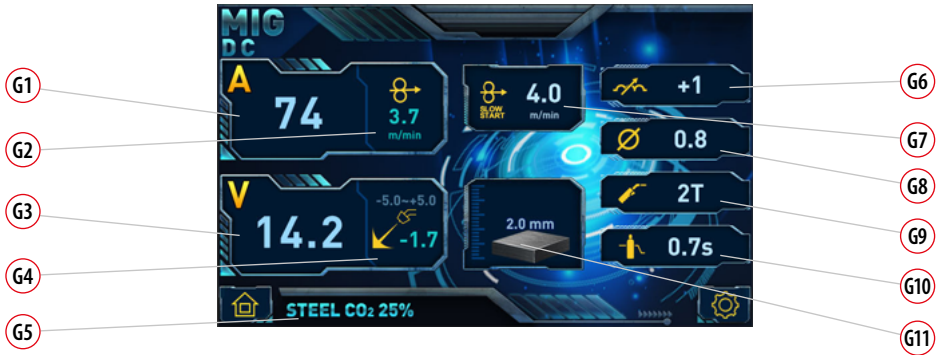 MIG
DC
G1
A
74
3.7
m/min
SLOW
START
4.0
m/min
+1
G6
G2
G7
0.8
G8
G3
V
14.2
-5.0~+5.0
-1.7
2.0 mm
2T
G9
G4
0.7s
G10
G5
STEEL CO₂ 25%
G11